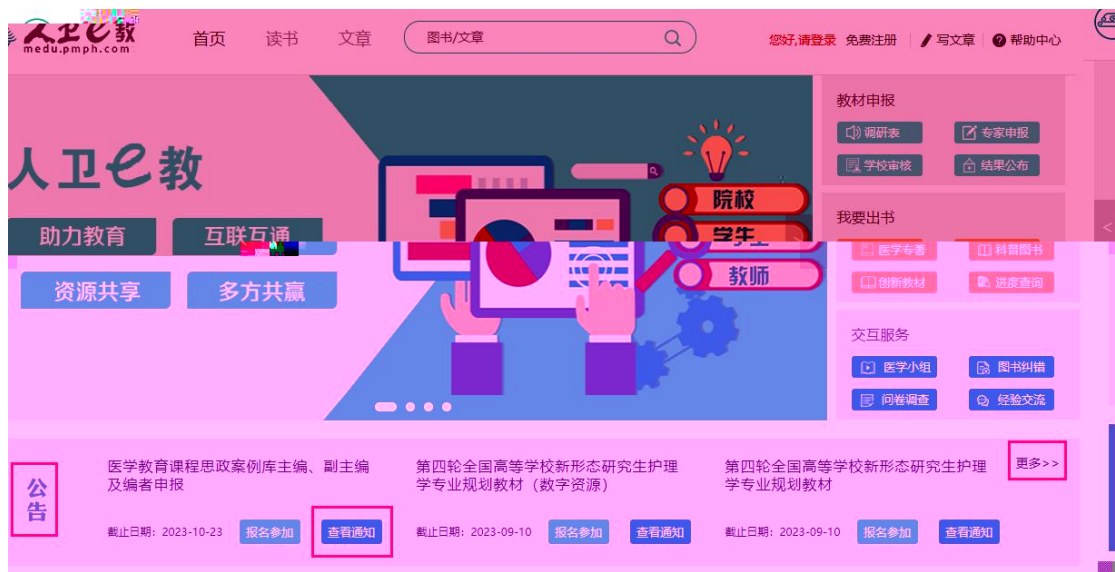 人卫e教
medu.pmph.com
首页 读书 文章 图书/文章 您好,请登录 免费注册 写文章 帮助中心
教材申报
调研表 专家申报
学校审核 结果公布
人卫e教
院校
学生
教师
助力教育 互联互通
资源共享 多方共赢
我要出书
医学专著 科普图书
创新教材 进度查询
交互服务
医学小组 图书纠错
问卷调查 经验交流
公告
医学教育课程思政案例库主编、副主编
及编者申报
截止日期:2023-10-23 报名参加 查看通知
第四轮全国高等学校新形态研究生护理
学专业规划教材(数字资源)
截止日期:2023-09-10 报名参加 查看通知
第四轮全国高等学校新形态研究生护理
学专业规划教材
截止日期:2023-09-10 报名参加 查看通知
更多>>